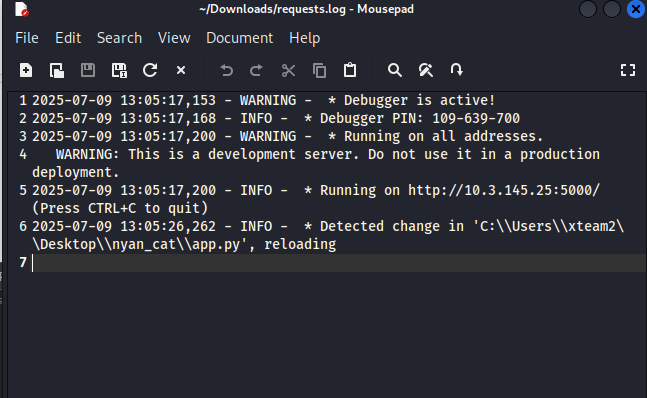 ~/Downloads/requests.log - Mousepad
File Edit Search View Document Help
1 2025-07-09 13:05:17,153 - WARNING -  * Debugger is active!
2 2025-07-09 13:05:17,168 - INFO -  * Debugger PIN: 109-639-700
3 2025-07-09 13:05:17,200 - WARNING -  * Running on all addresses.
4    WARNING: This is a development server. Do not use it in a production
deployment.
5 2025-07-09 13:05:17,200 - INFO -  * Running on http://10.3.145.25:5000/
(Press CTRL+C to quit)
6 2025-07-09 13:05:26,262 - INFO -  * Detected change in 'C:\\Users\\xteam2\
\Desktop\\nyan_cat\\app.py', reloading
7